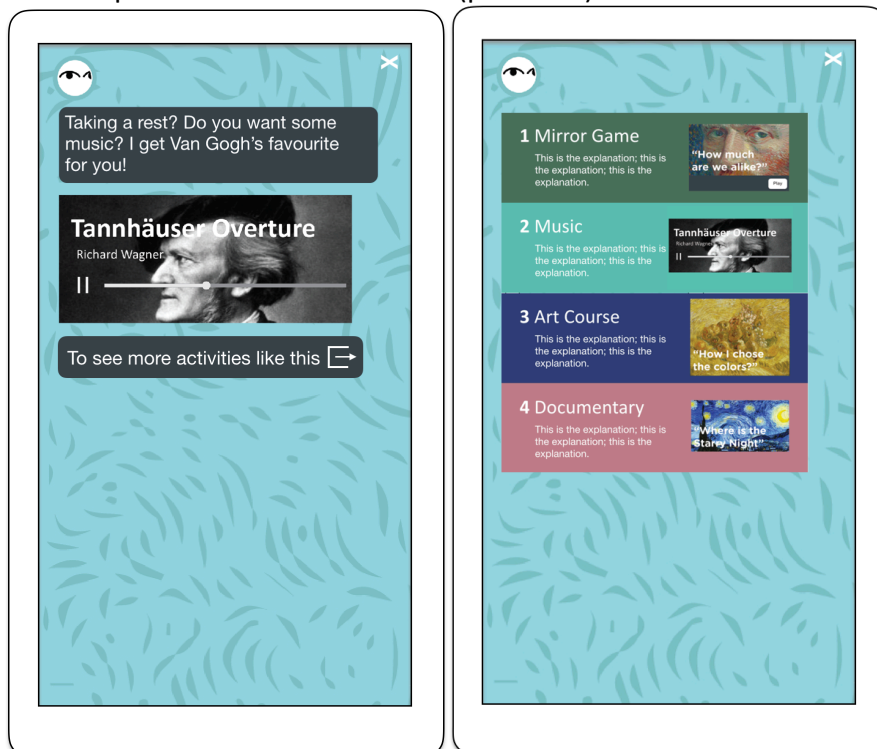 Taking a rest? Do you want some
music? I get Van Gogh's favourite
for you!
Tannhäuser Overture
Richard Wagner
To see more activities like this
1 Mirror Game
This is the explanation; this is
the explanation; this is the
explanation.
"How much
are we alike?"
Play
2 Music
This is the explanation; this is
the explanation; this is the
explanation.
Tannhäuser Overture
Richard Wagner
3 Art Course
This is the explanation; this is
the explanation; this is the
explanation.
"How I chose
the colors?"
4 Documentary
This is the explanation; this is
the explanation; this is the
explanation.
"Where is the
Starry Night"